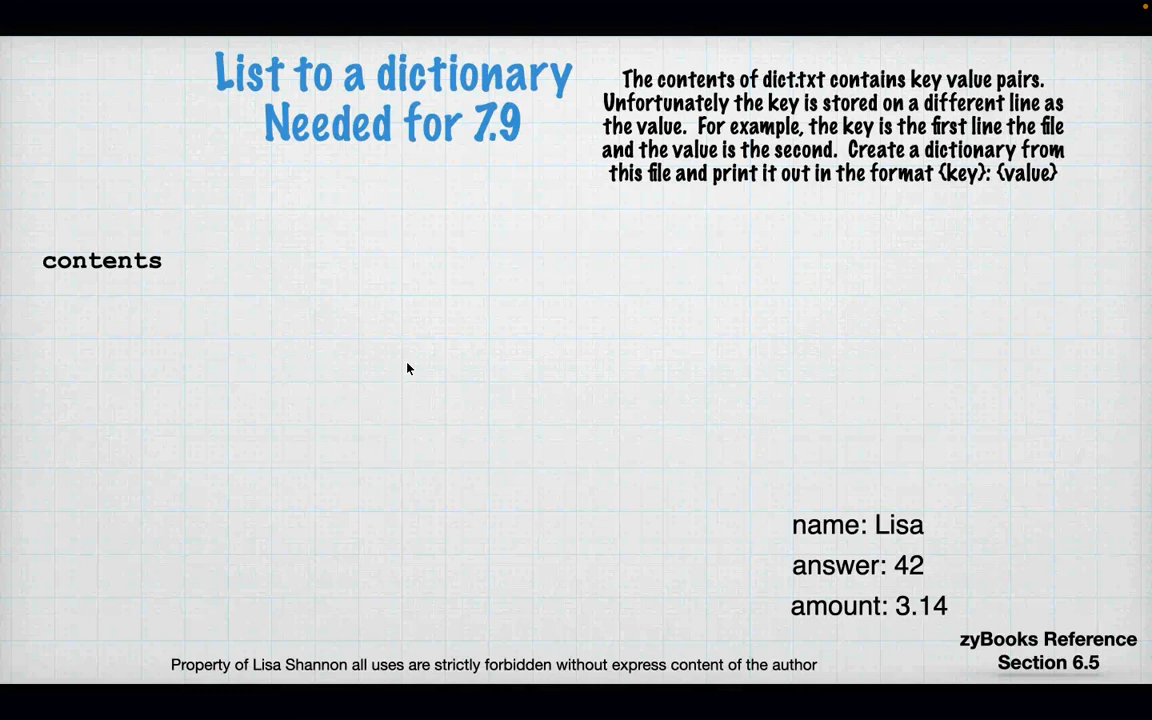 List to a dictionary
Needed for 7.9
The contents of dict.txt contains key value pairs.
Unfortunately the key is stored on a different line as
the value. For example, the key is the first line the file
and the value is the second. Create a dictionary from
this file and print it out in the format {key}: {value}
contents
name: Lisa
answer: 42
amount: 3.14
zyBooks Reference
Section 6.5
Property of Lisa Shannon all uses are strictly forbidden without express content of the author